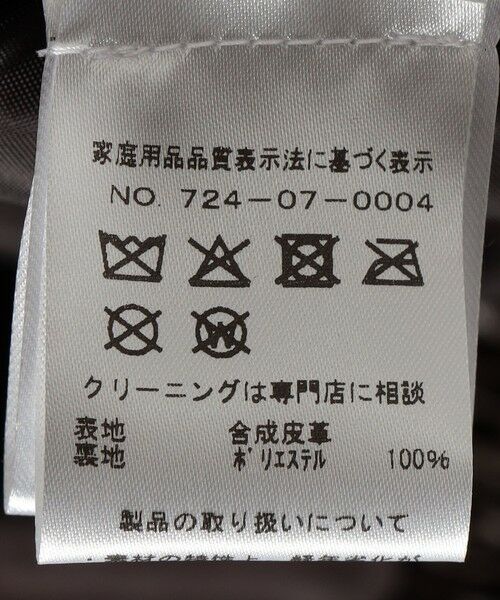 家庭用品品質表示法に基づく表示
NO. 724-07-0004
W
クリーニングは専門店に相談
表地 合成皮革
裏地 ポリエステル 100%
製品の取り扱いについて